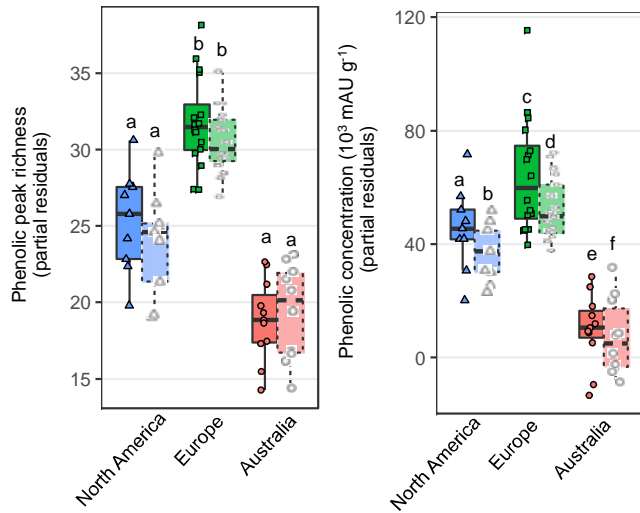 Phenolic peak richness
(partial residuals)
35
30
25
20
15
a
a
b
b
a
a
North America
Europe
Australia
Phenolic concentration (10³ mAU g⁻¹)
(partial residuals)
120
80
40
0
a
b
c
d
e
f
North America
Europe
Australia